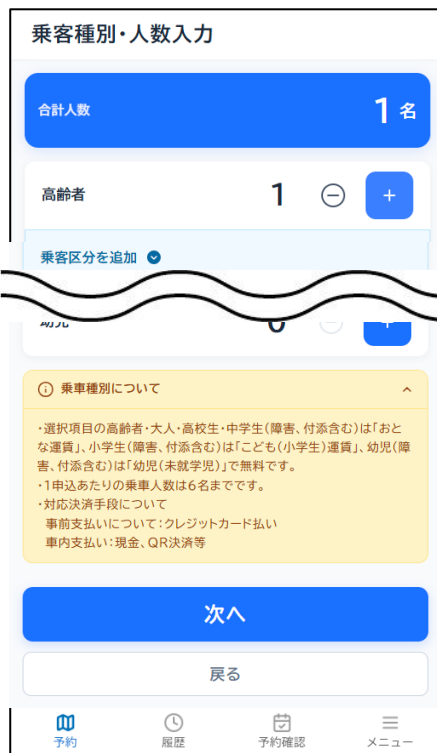 乗客種別・人数入力
合計人数 1 名
高齢者 1
乗客区分を追加
幼児 0
乗車種別について
・選択項目の高齢者・大人・高校生・中学生(障害、付添含む)は「おと
な運賃」、小学生(障害、付添含む)は「こども(小学生)運賃」、幼児(障
害、付添含む)は「幼児(未就学児)」で無料です。
・1申込あたりの乗車人数は6名までです。
・対応決済手段について
事前支払いについて:クレジットカード払い
車内支払い:現金、QR決済等
次へ
戻る
予約 履歴 予約確認 メニュー